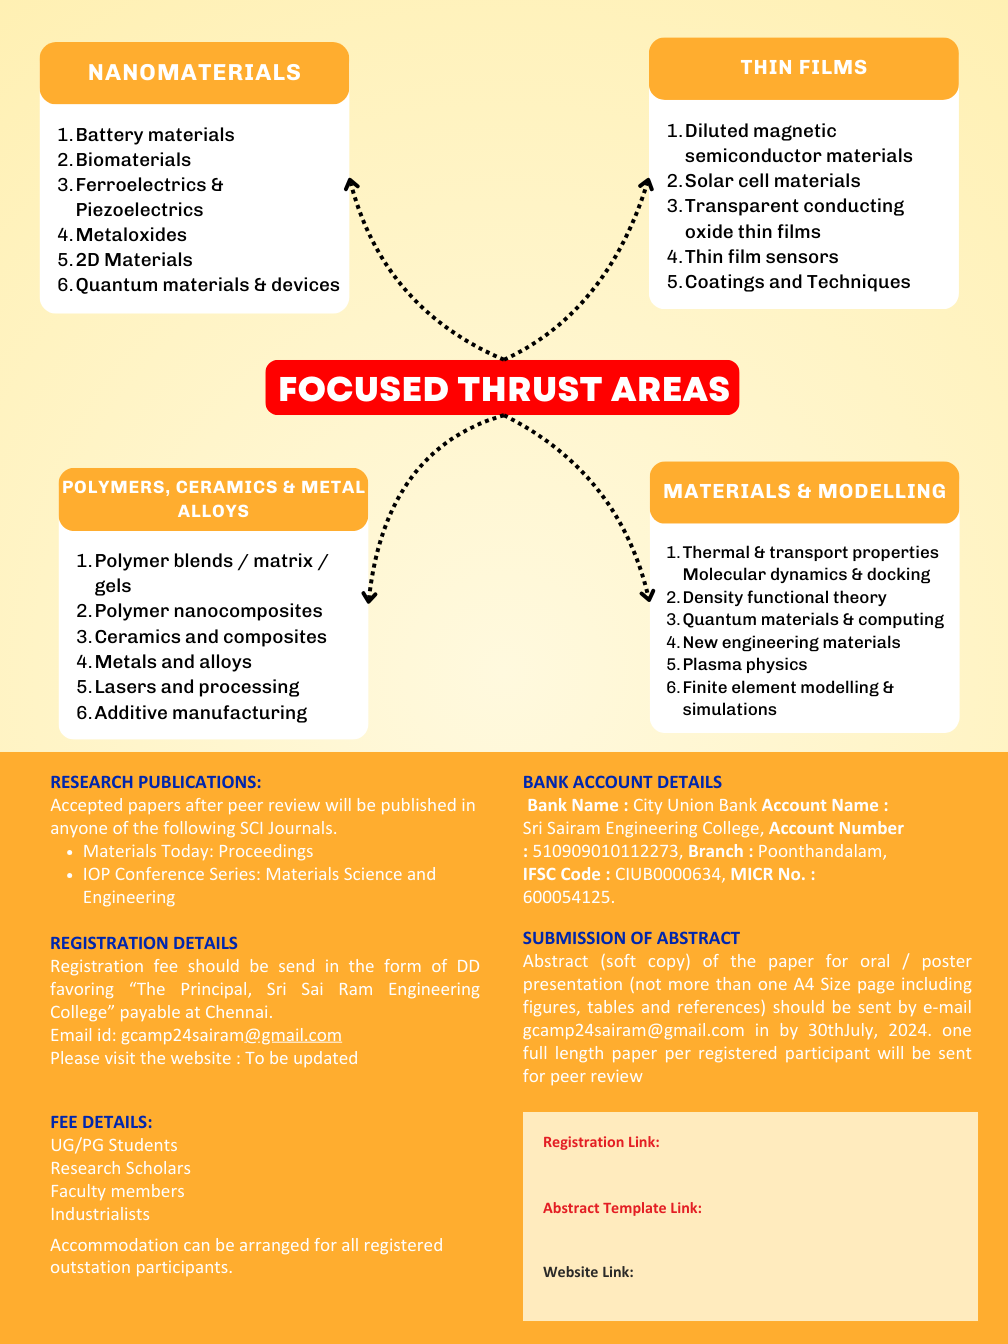 NANOMATERIALS
1. Battery materials
2. Biomaterials
3. Ferroelectrics &
Piezoelectrics
4. Metaloxides
5. 2D Materials
6. Quantum materials & devices
THIN FILMS
1. Diluted magnetic
semiconductor materials
2. Solar cell materials
3. Transparent conducting
oxide thin films
4. Thin film sensors
5. Coatings and Techniques
FOCUSED THRUST AREAS
POLYMERS, CERAMICS & METAL
ALLOYS
1. Polymer blends / matrix /
gels
2. Polymer nanocomposites
3. Ceramics and composites
4. Metals and alloys
5. Lasers and processing
6. Additive manufacturing
MATERIALS & MODELLING
1. Thermal & transport properties
Molecular dynamics & docking
2. Density functional theory
3. Quantum materials & computing
4. New engineering materials
5. Plasma physics
6. Finite element modelling &
simulations
RESEARCH PUBLICATIONS:
Accepted papers after peer review will be published in
anyone of the following SCI Journals.
• Materials Today: Proceedings
• IOP Conference Series: Materials Science and
Engineering
REGISTRATION DETAILS
Registration fee should be send in the form of DD
favoring “The Principal, Sri Sai Ram Engineering
College” payable at Chennai.
Email id: gcamp24sairam@gmail.com
Please visit the website : To be updated
FEE DETAILS:
UG/PG Students
Research Scholars
Faculty members
Industrialists
Accommodation can be arranged for all registered
outstation participants.
BANK ACCOUNT DETAILS
Bank Name : City Union Bank Account Name :
Sri Sairam Engineering College, Account Number
: 510909010112273, Branch : Poonthandalam,
IFSC Code : CIUB0000634, MICR No. :
600054125.
SUBMISSION OF ABSTRACT
Abstract (soft copy) of the paper for oral / poster
presentation (not more than one A4 Size page including
figures, tables and references) should be sent by e-mail
gcamp24sairam@gmail.com in by 30thJuly, 2024. one
full length paper per registered participant will be sent
for peer review
Registration Link:
Abstract Template Link:
Website Link: